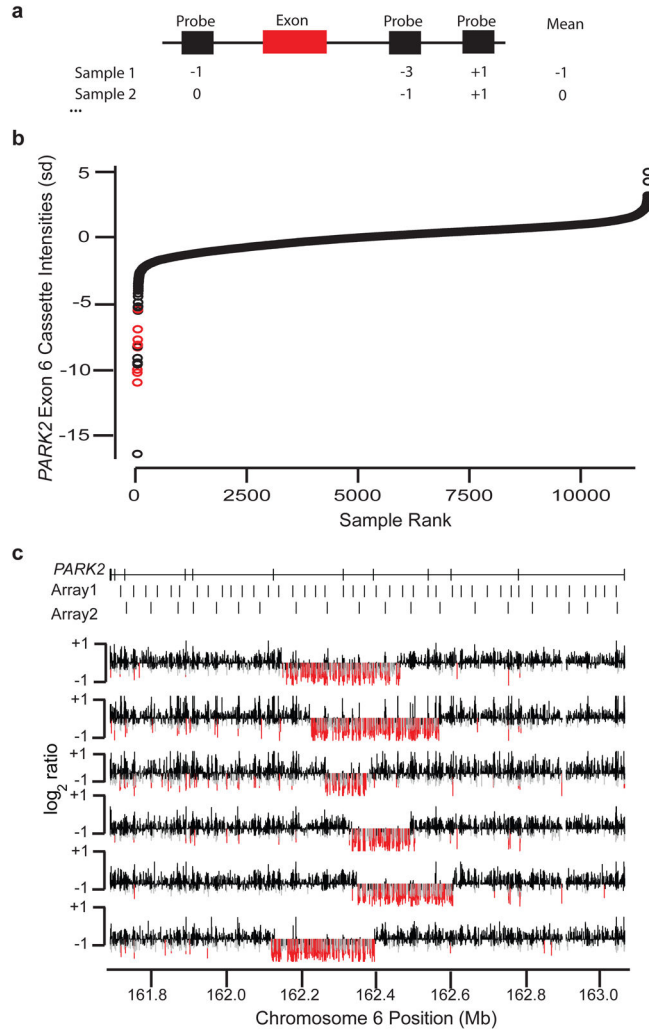 a
Probe Exon Probe Probe Mean
Sample 1 -1 -3 +1 -1
Sample 2 0 -1 +1 0
...
b
PARK2 Exon 6 Cassette Intensities (sd)
5
0
-5
-10
-15
0 2500 5000 7500 10000
Sample Rank
c
PARK2
Array1
Array2
log2 ratio
+1
-1
+1
-1
+1
-1
+1
-1
+1
-1
+1
-1
161.8 162.0 162.2 162.4 162.6 162.8 163.0
Chromosome 6 Position (Mb)